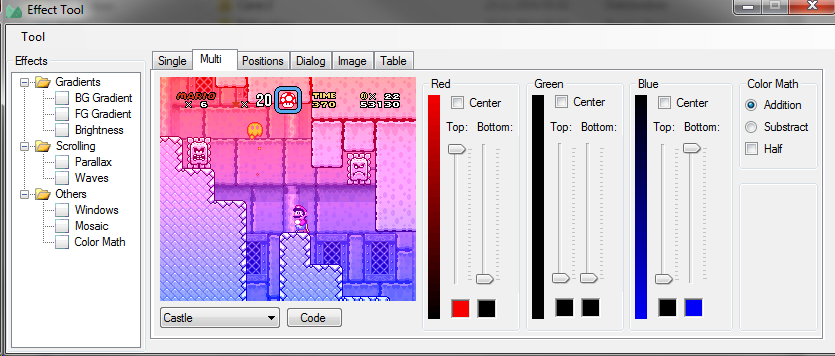 Effect Tool
Tool
Effects
Gradients
BG Gradient
FG Gradient
Brightness
Scrolling
Parallax
Waves
Others
Windows
Mosaic
Color Math
Single
Multi
Positions
Dialog
Image
Table
MARIO
TIME
0× 22
× 6
★× 20
370
53130
Castle
Code
Red
Center
Top: Bottom:
Green
Center
Top: Bottom:
Blue
Center
Top: Bottom:
Color Math
Addition
Substract
Half